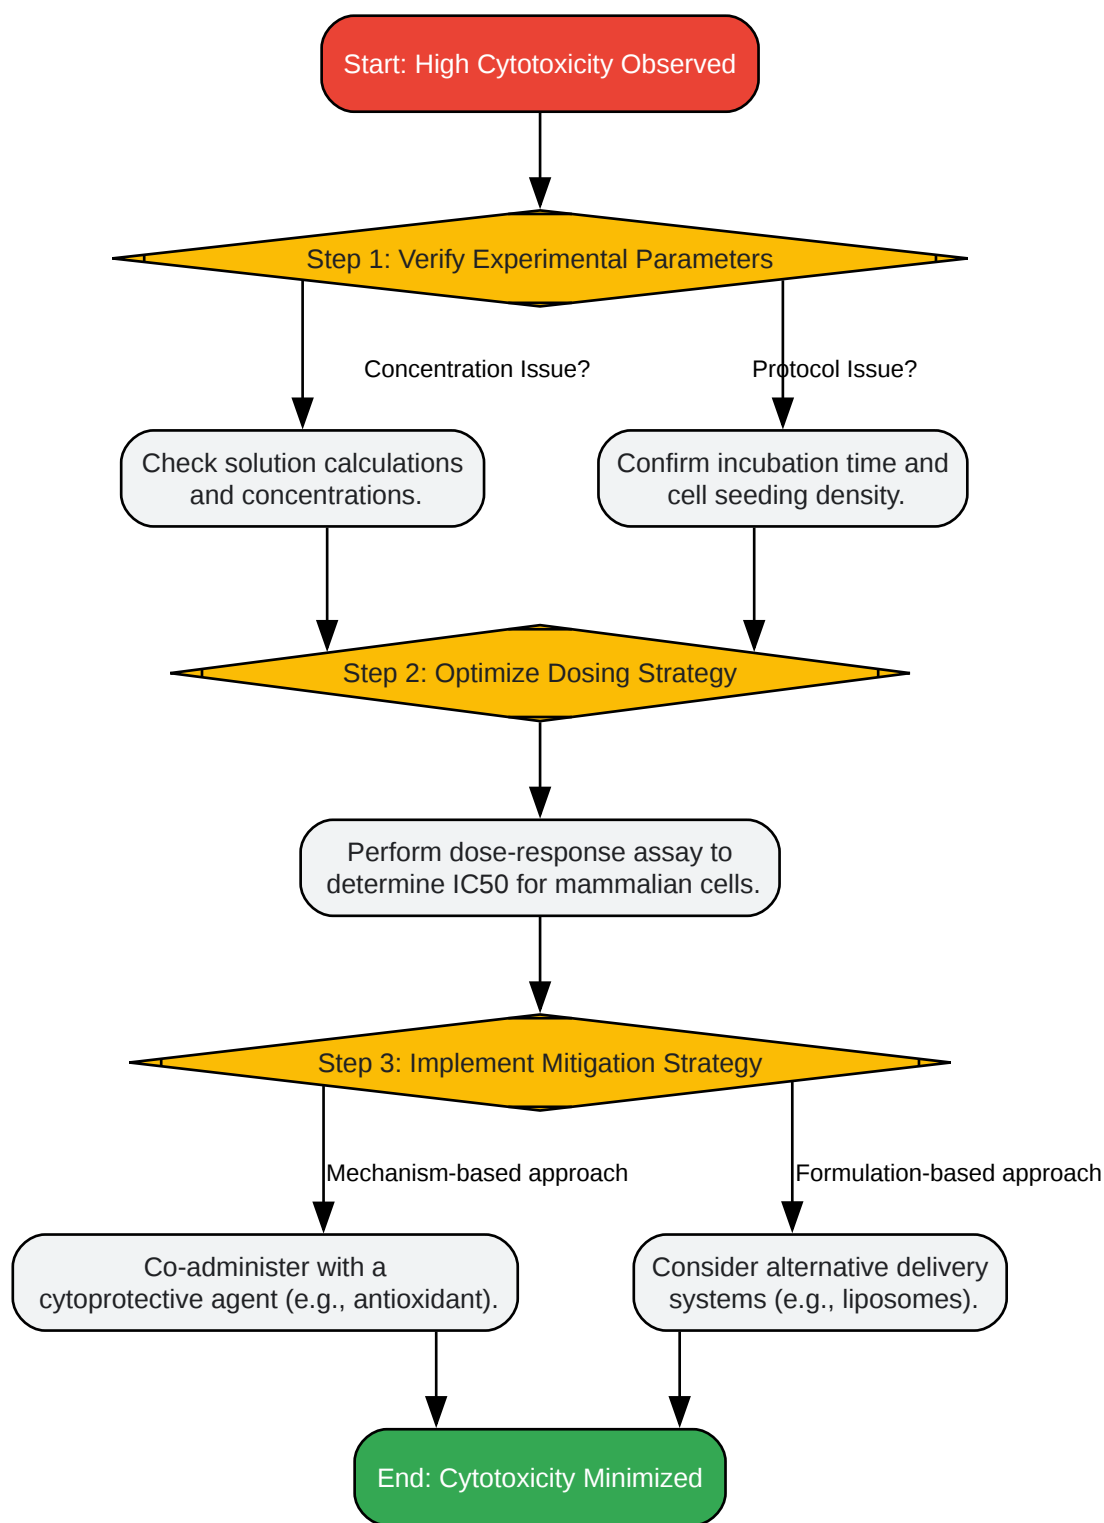 Start: High Cytotoxicity Observed
Step 1: Verify Experimental Parameters
Concentration Issue?
Protocol Issue?
Check solution calculations
and concentrations.
Confirm incubation time and
cell seeding density.
Step 2: Optimize Dosing Strategy
Perform dose-response assay to
determine IC50 for mammalian cells.
Step 3: Implement Mitigation Strategy
Mechanism-based approach
Formulation-based approach
Co-administer with a
cytoprotective agent (e.g., antioxidant).
Consider alternative delivery
systems (e.g., liposomes).
End: Cytotoxicity Minimized